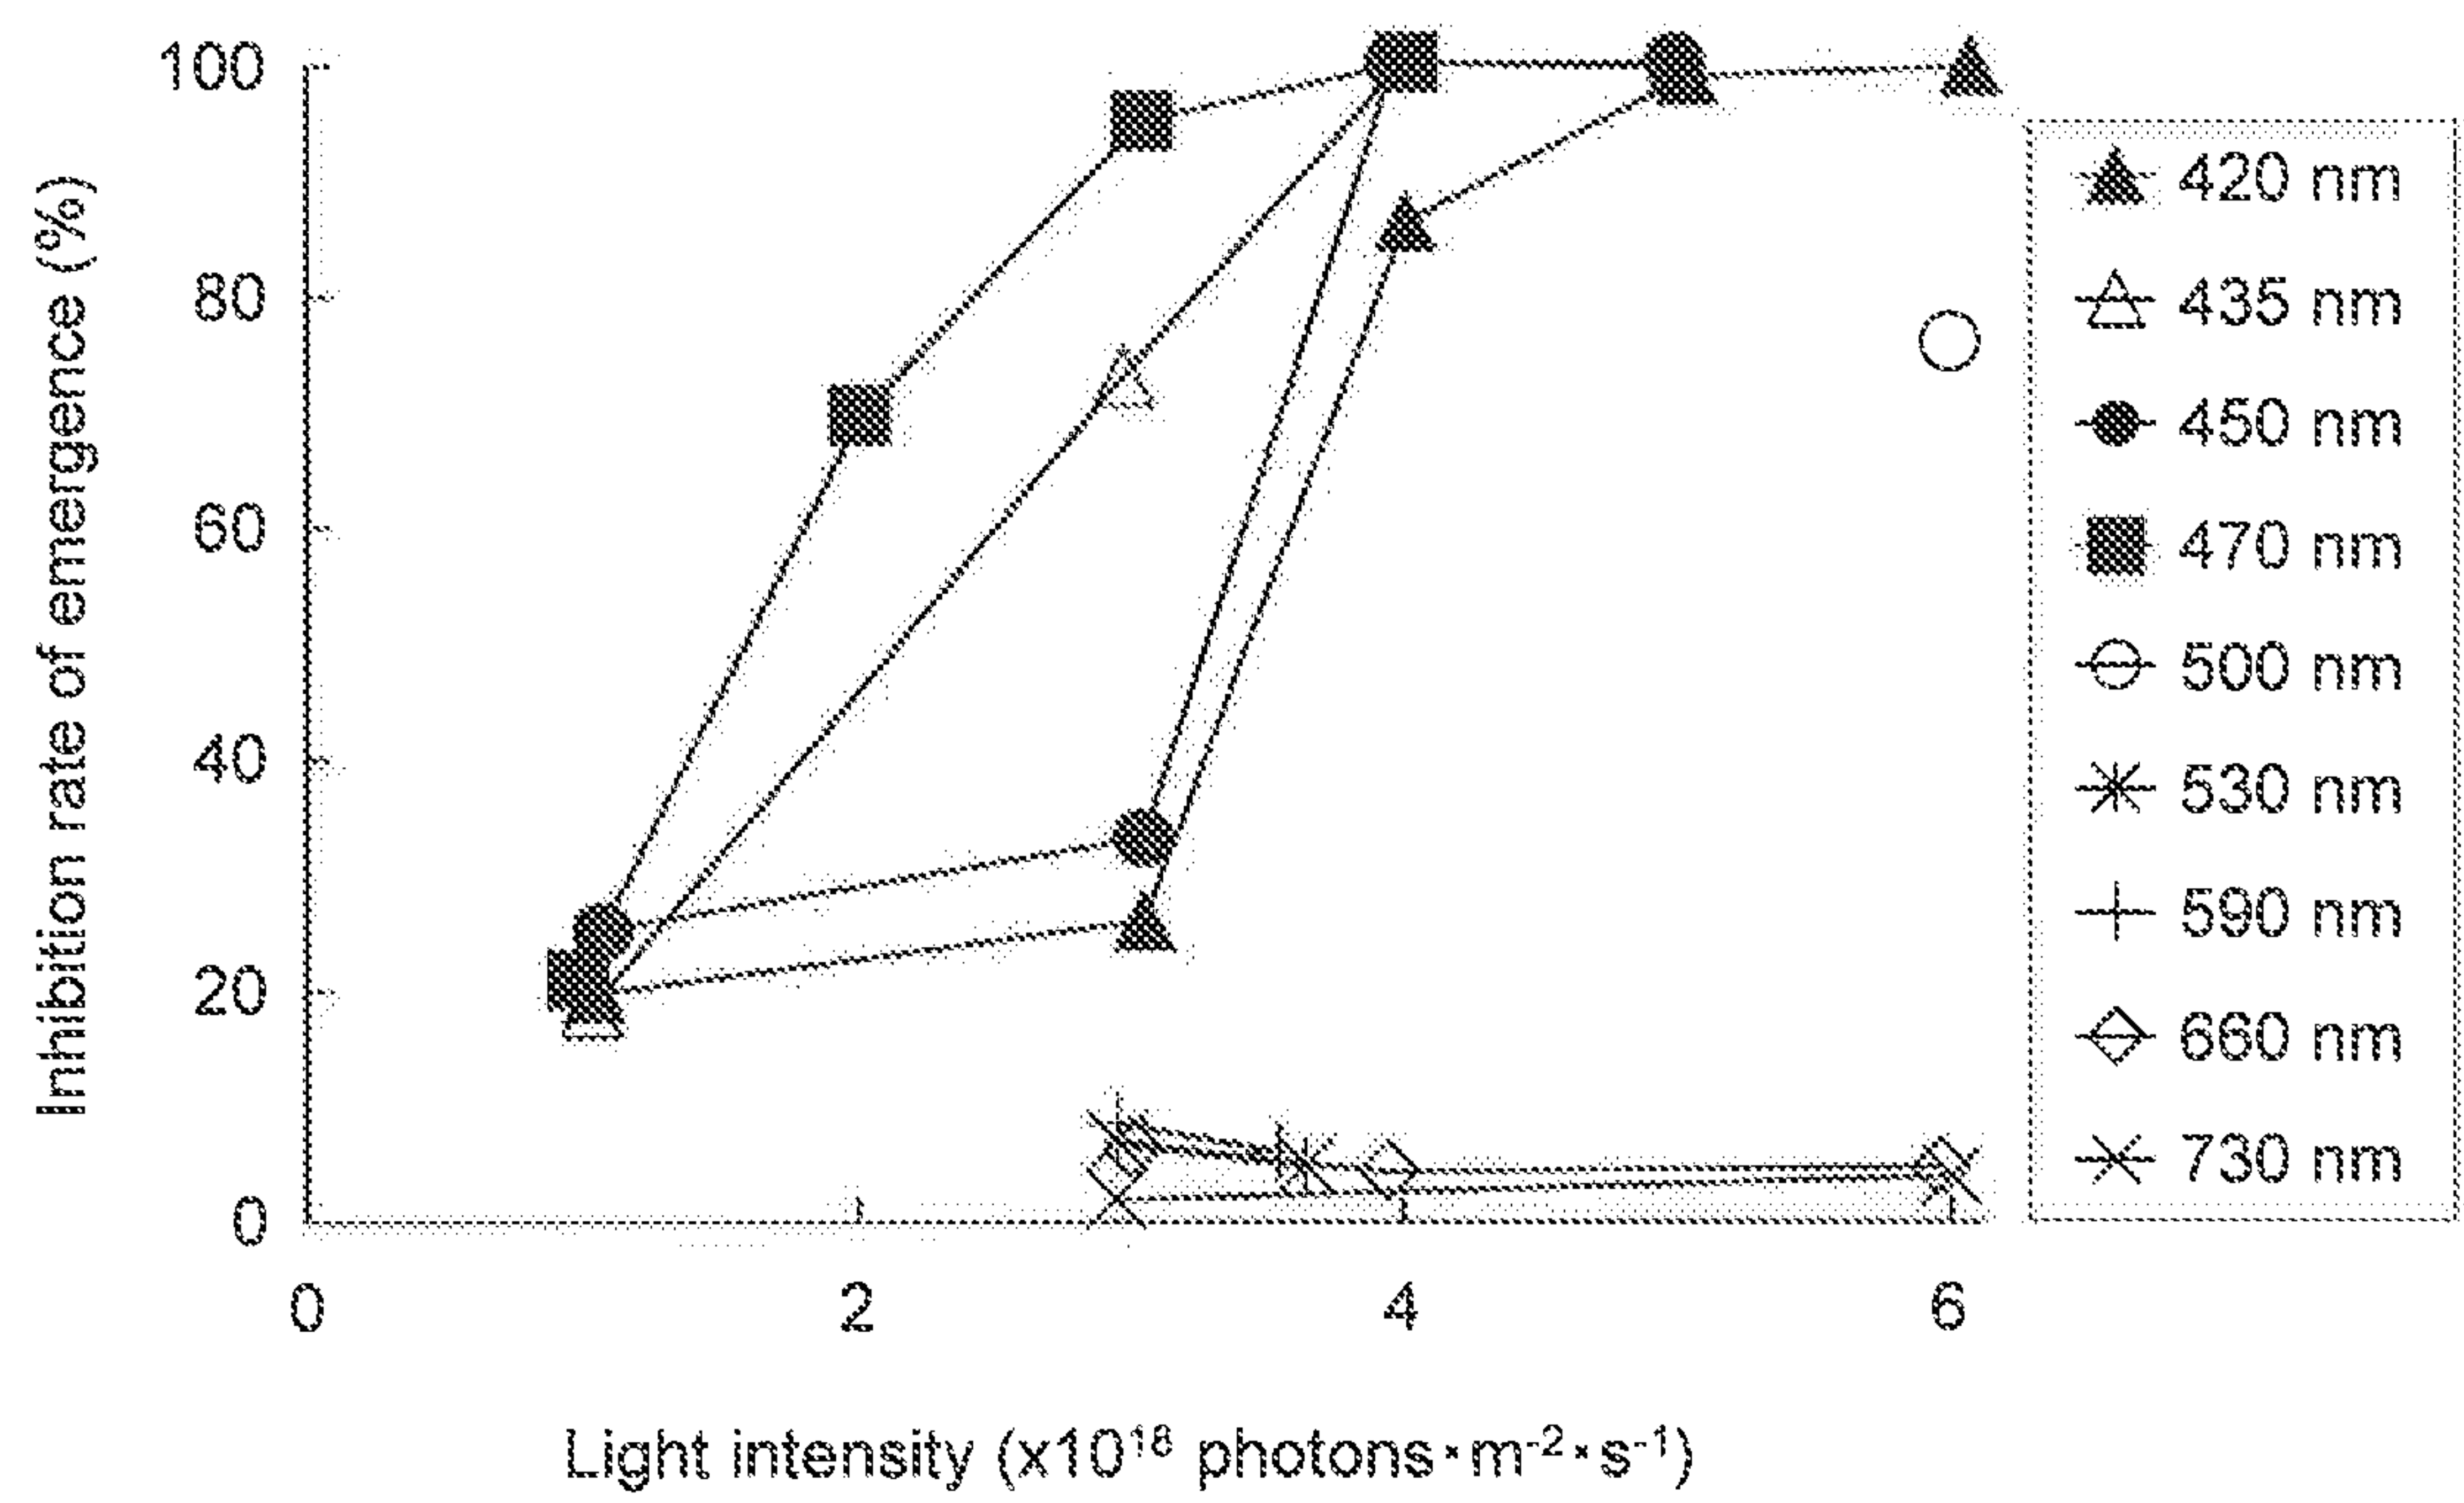 Inhibition rate of emergence (%)
100
80
60
40
20
0
0 2 4 6
Light intensity (x10¹⁸ photons·m⁻²·s⁻¹)
420 nm
435 nm
450 nm
470 nm
500 nm
530 nm
590 nm
660 nm
730 nm